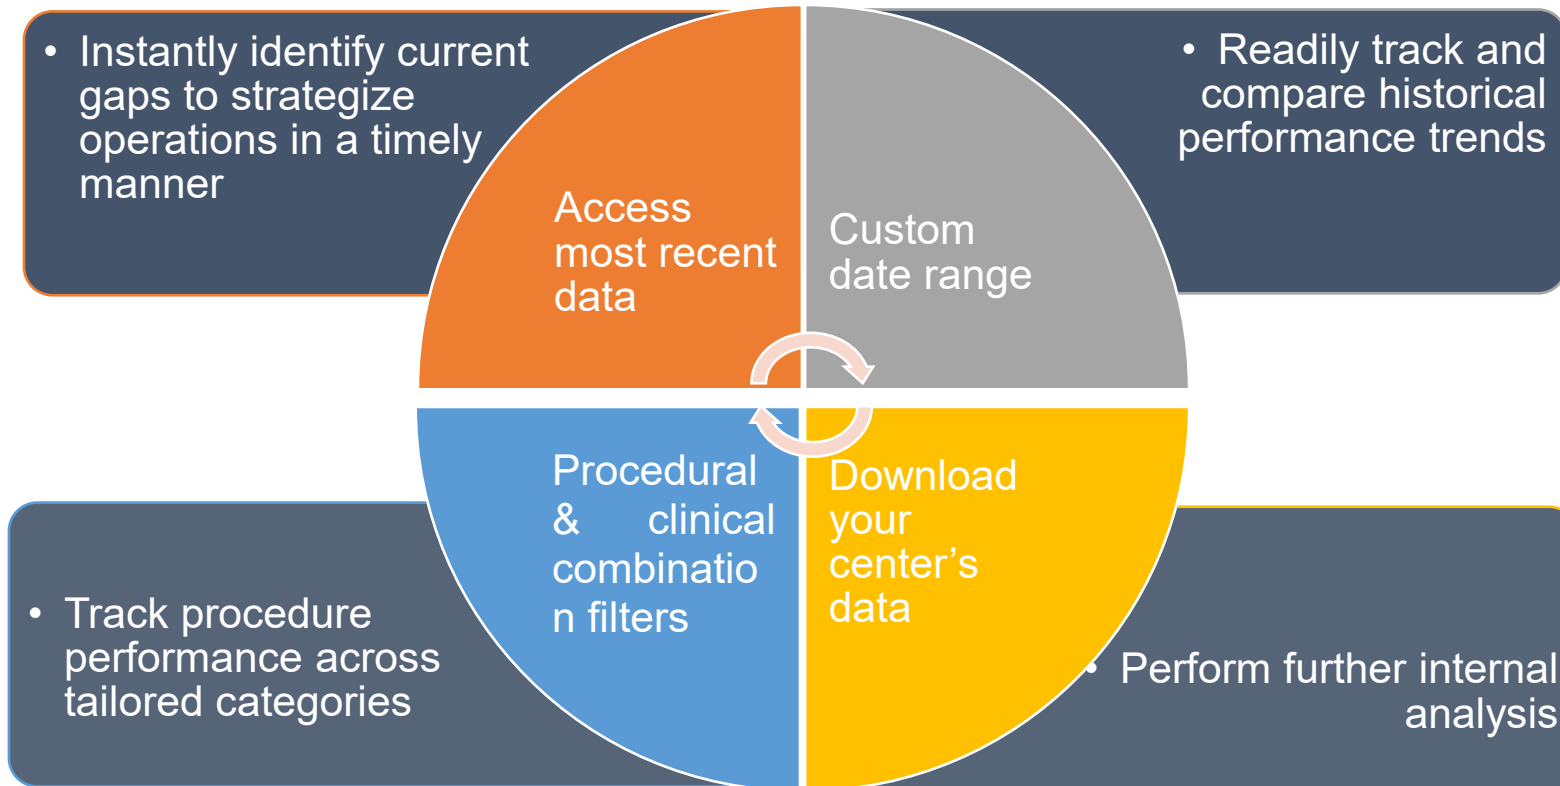 • Instantly identify current
gaps to strategize
operations in a timely
manner
Access
most recent
data
Custom
date range
• Readily track and
compare historical
performance trends
• Track procedure
performance across
tailored categories
Procedural
& clinical
combinatio
n filters
Download
your
center’s
data
• Perform further internal
analysis